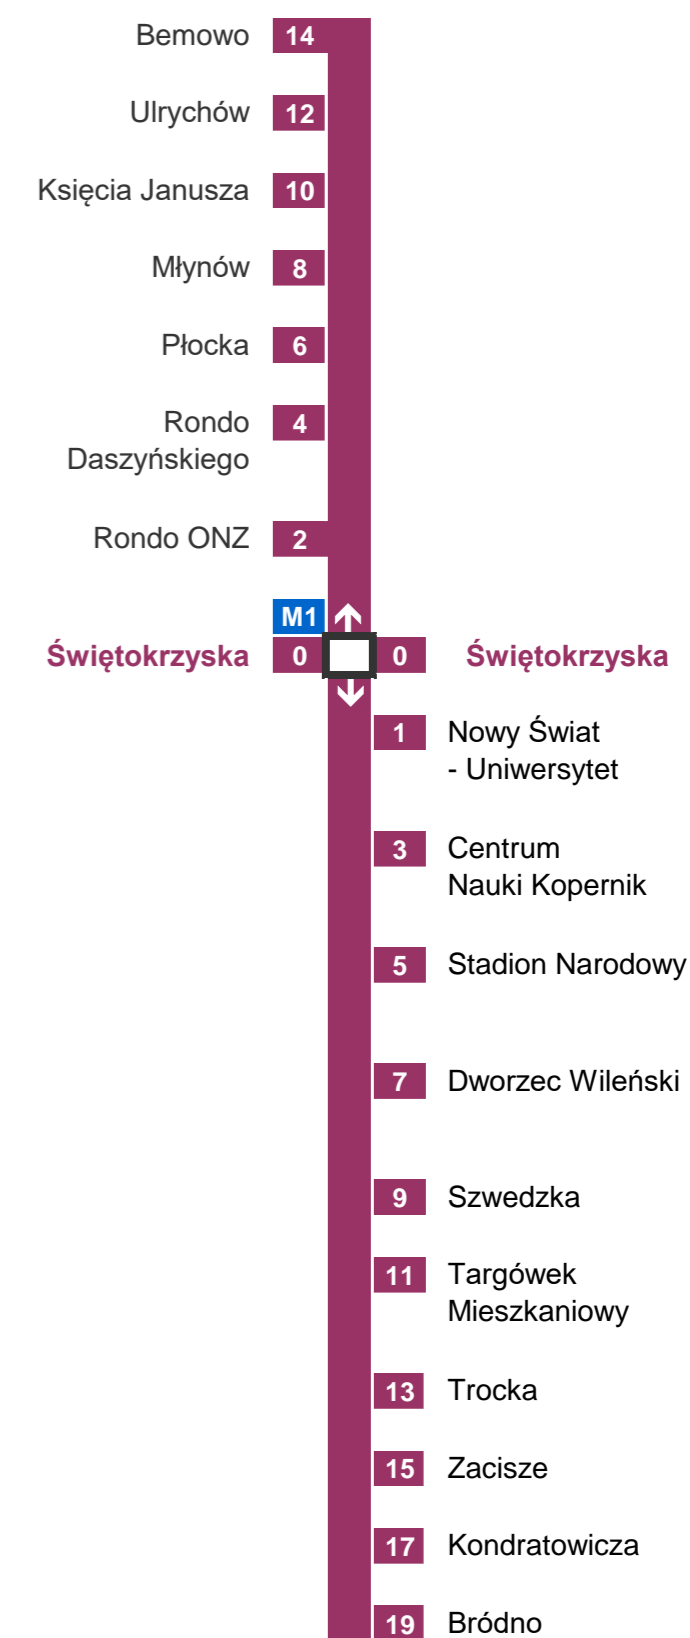 Bemowo 14
Ulrychów 12
Księcia Janusza 10
Młynów 8
Płocka 6
Rondo 4
Daszyńskiego
Rondo ONZ 2
M1
Świętokrzyska 0 0 Świętokrzyska
1 Nowy Świat
- Uniwersytet
3 Centrum
Nauki Kopernik
5 Stadion Narodowy
7 Dworzec Wileński
9 Szwedzka
11 Targówek
Mieszkaniowy
13 Trocka
15 Zacisze
17 Kondratowicza
19 Bródno